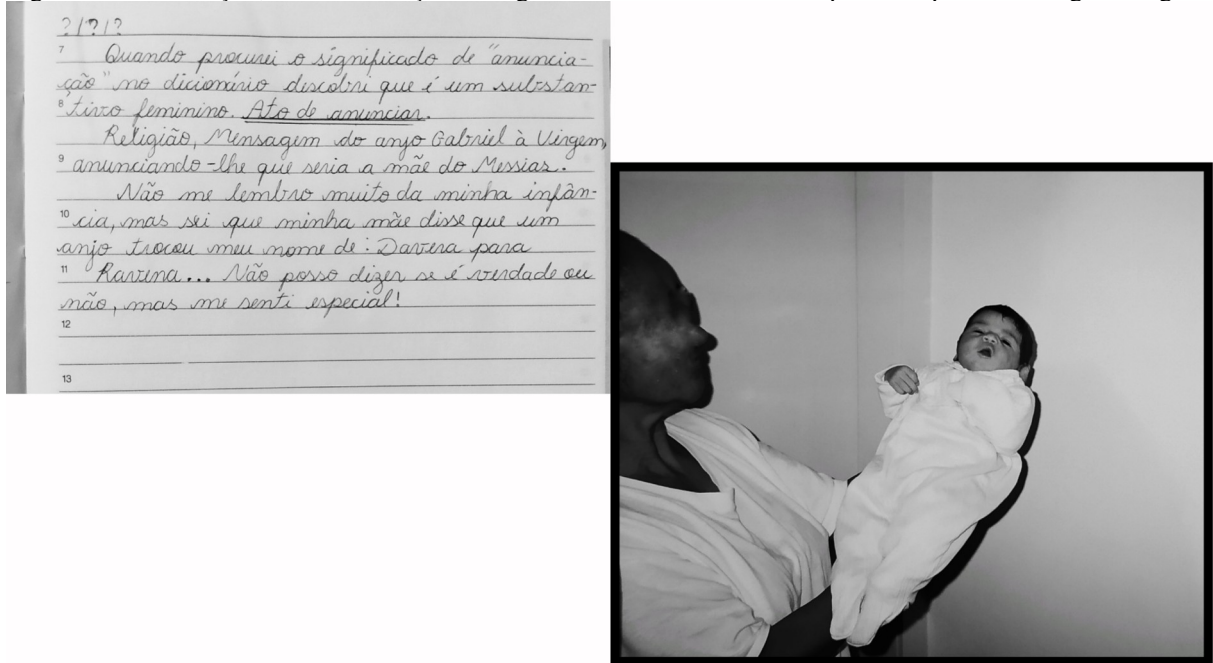 ?/?/?
7 Quando procurei o significado de "anuncia-
ção" no dicionário descobri que é um substan-
8 tivo feminino. Ato de anunciar.
Religião, Mensagem do anjo Gabriel à Virgem,
9 anunciando-lhe que seria a mãe do Messias.
Não me lembro muito da minha infân-
10 cia, mas sei que minha mãe disse que um
anjo trocou meu nome de: Davena para
11 Ravena... Não posso dizer se é verdade ou
não, mas me senti especial!
12
13